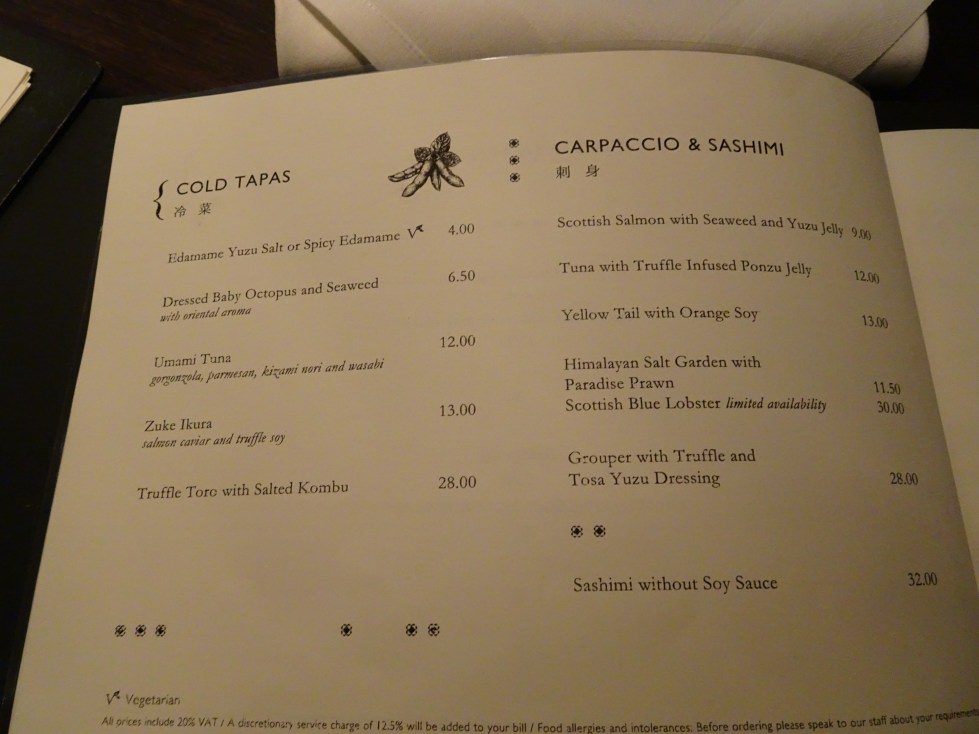 COLD TAPAS
冷 菜
Edamame Yuzu Salt or Spicy Edamame V 4.00
Dressed Baby Octopus and Seaweed 6.50
with oriental aroma
Umami Tuna 12.00
gorgonzola, parmesan, kizami nori and wasabi
Zuke Ikura 13.00
salmon caviar and truffle soy
Truffle Toro with Salted Kombu 28.00
CARPACCIO & SASHIMI
刺 身
Scottish Salmon with Seaweed and Yuzu Jelly 9.00
Tuna with Truffle Infused Ponzu Jelly 12.00
Yellow Tail with Orange Soy 13.00
Himalayan Salt Garden with
Paradise Prawn 11.50
Scottish Blue Lobster limited availability 30.00
Grouper with Truffle and
Tosa Yuzu Dressing 28.00
Sashimi without Soy Sauce 32.00
V Vegetarian
All prices include 20% VAT / A discretionary service charge of 12.5% will be added to your bill / Food allergies and intolerances. Before ordering please speak to our staff about your requirements